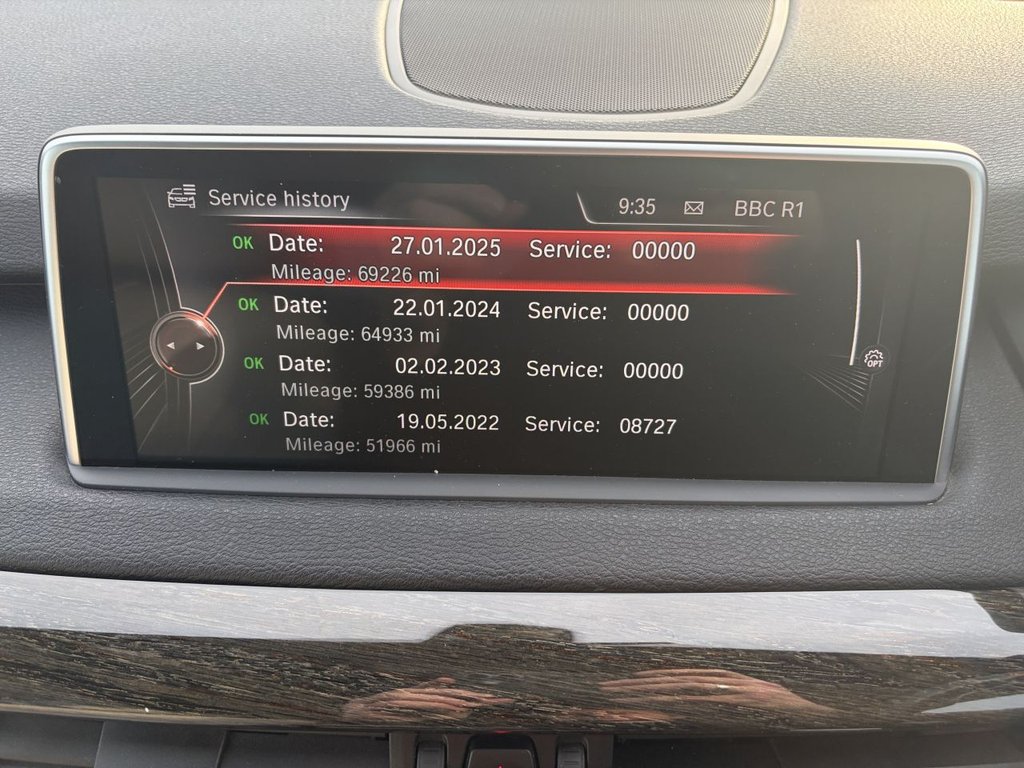 Service history 9:35 BBC R1
OK Date: 27.01.2025 Service: 00000
Mileage: 69226 mi
OK Date: 22.01.2024 Service: 00000
Mileage: 64933 mi
OK Date: 02.02.2023 Service: 00000
Mileage: 59386 mi
OPT
OK Date: 19.05.2022 Service: 08727
Mileage: 51966 mi